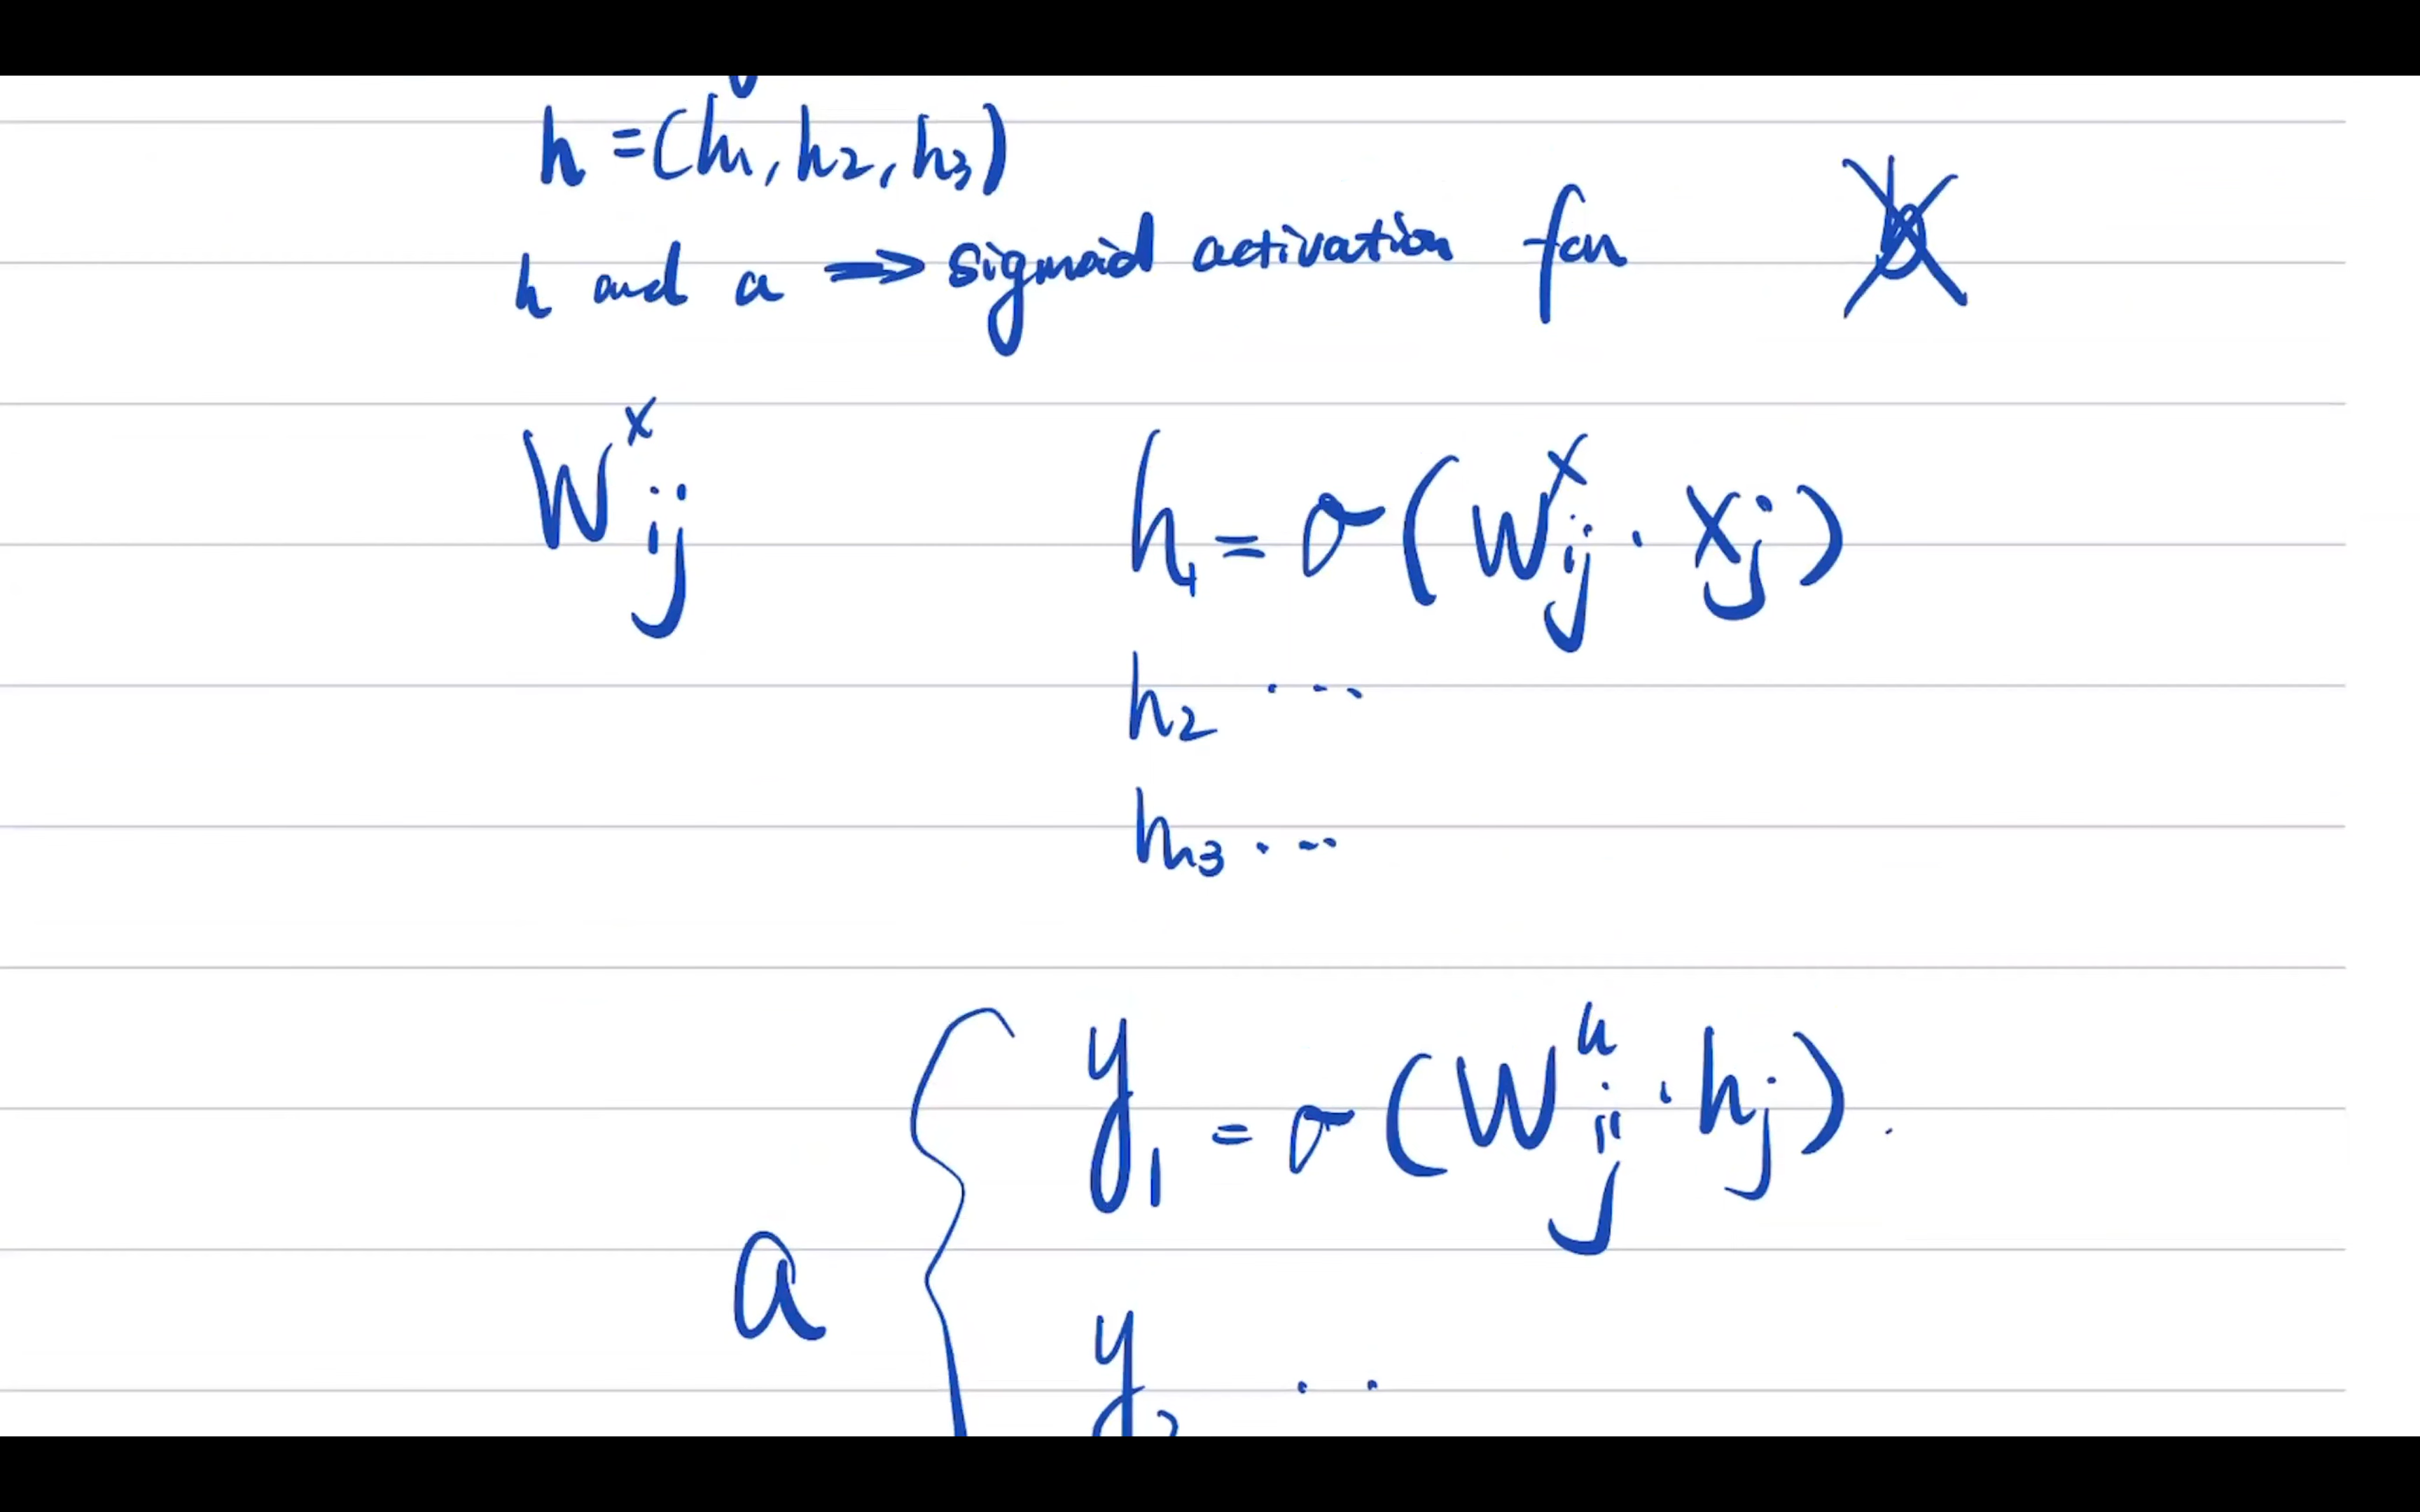 h = (h1, h2, h3)
h and a ⇒ sigmoid activation fcn
W^x_ij
h1 = σ(W^x_ij · xj)
h2 ...
h3 ...
y1 = σ(W^h_ij · hj).
a {
y2 ..